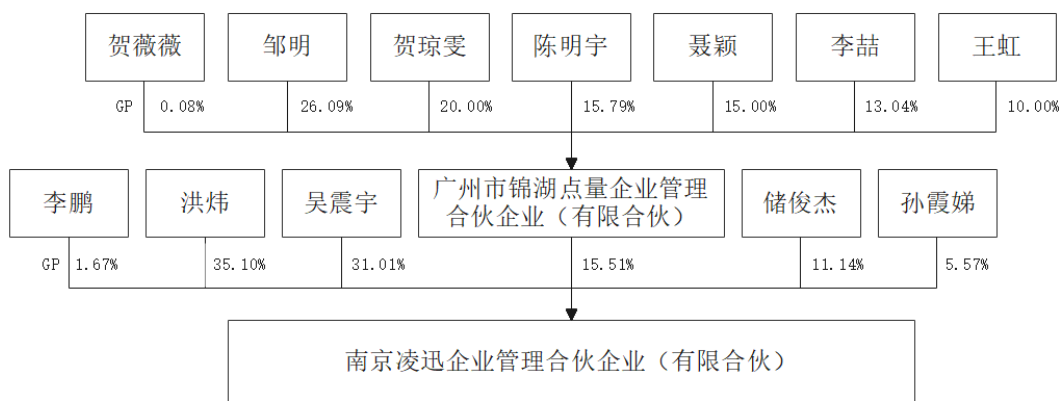 贺薇薇 邹明 贺琼雯 陈明宇 聂颖 李喆 王虹
GP 0.08% 26.09% 20.00% 15.79% 15.00% 13.04% 10.00%
李鹏 洪炜 吴震宇 广州市锦湖点量企业管理 储俊杰 孙霞娣
合伙企业（有限合伙）
GP 1.67% 35.10% 31.01% 15.51% 11.14% 5.57%
南京凌迅企业管理合伙企业（有限合伙）